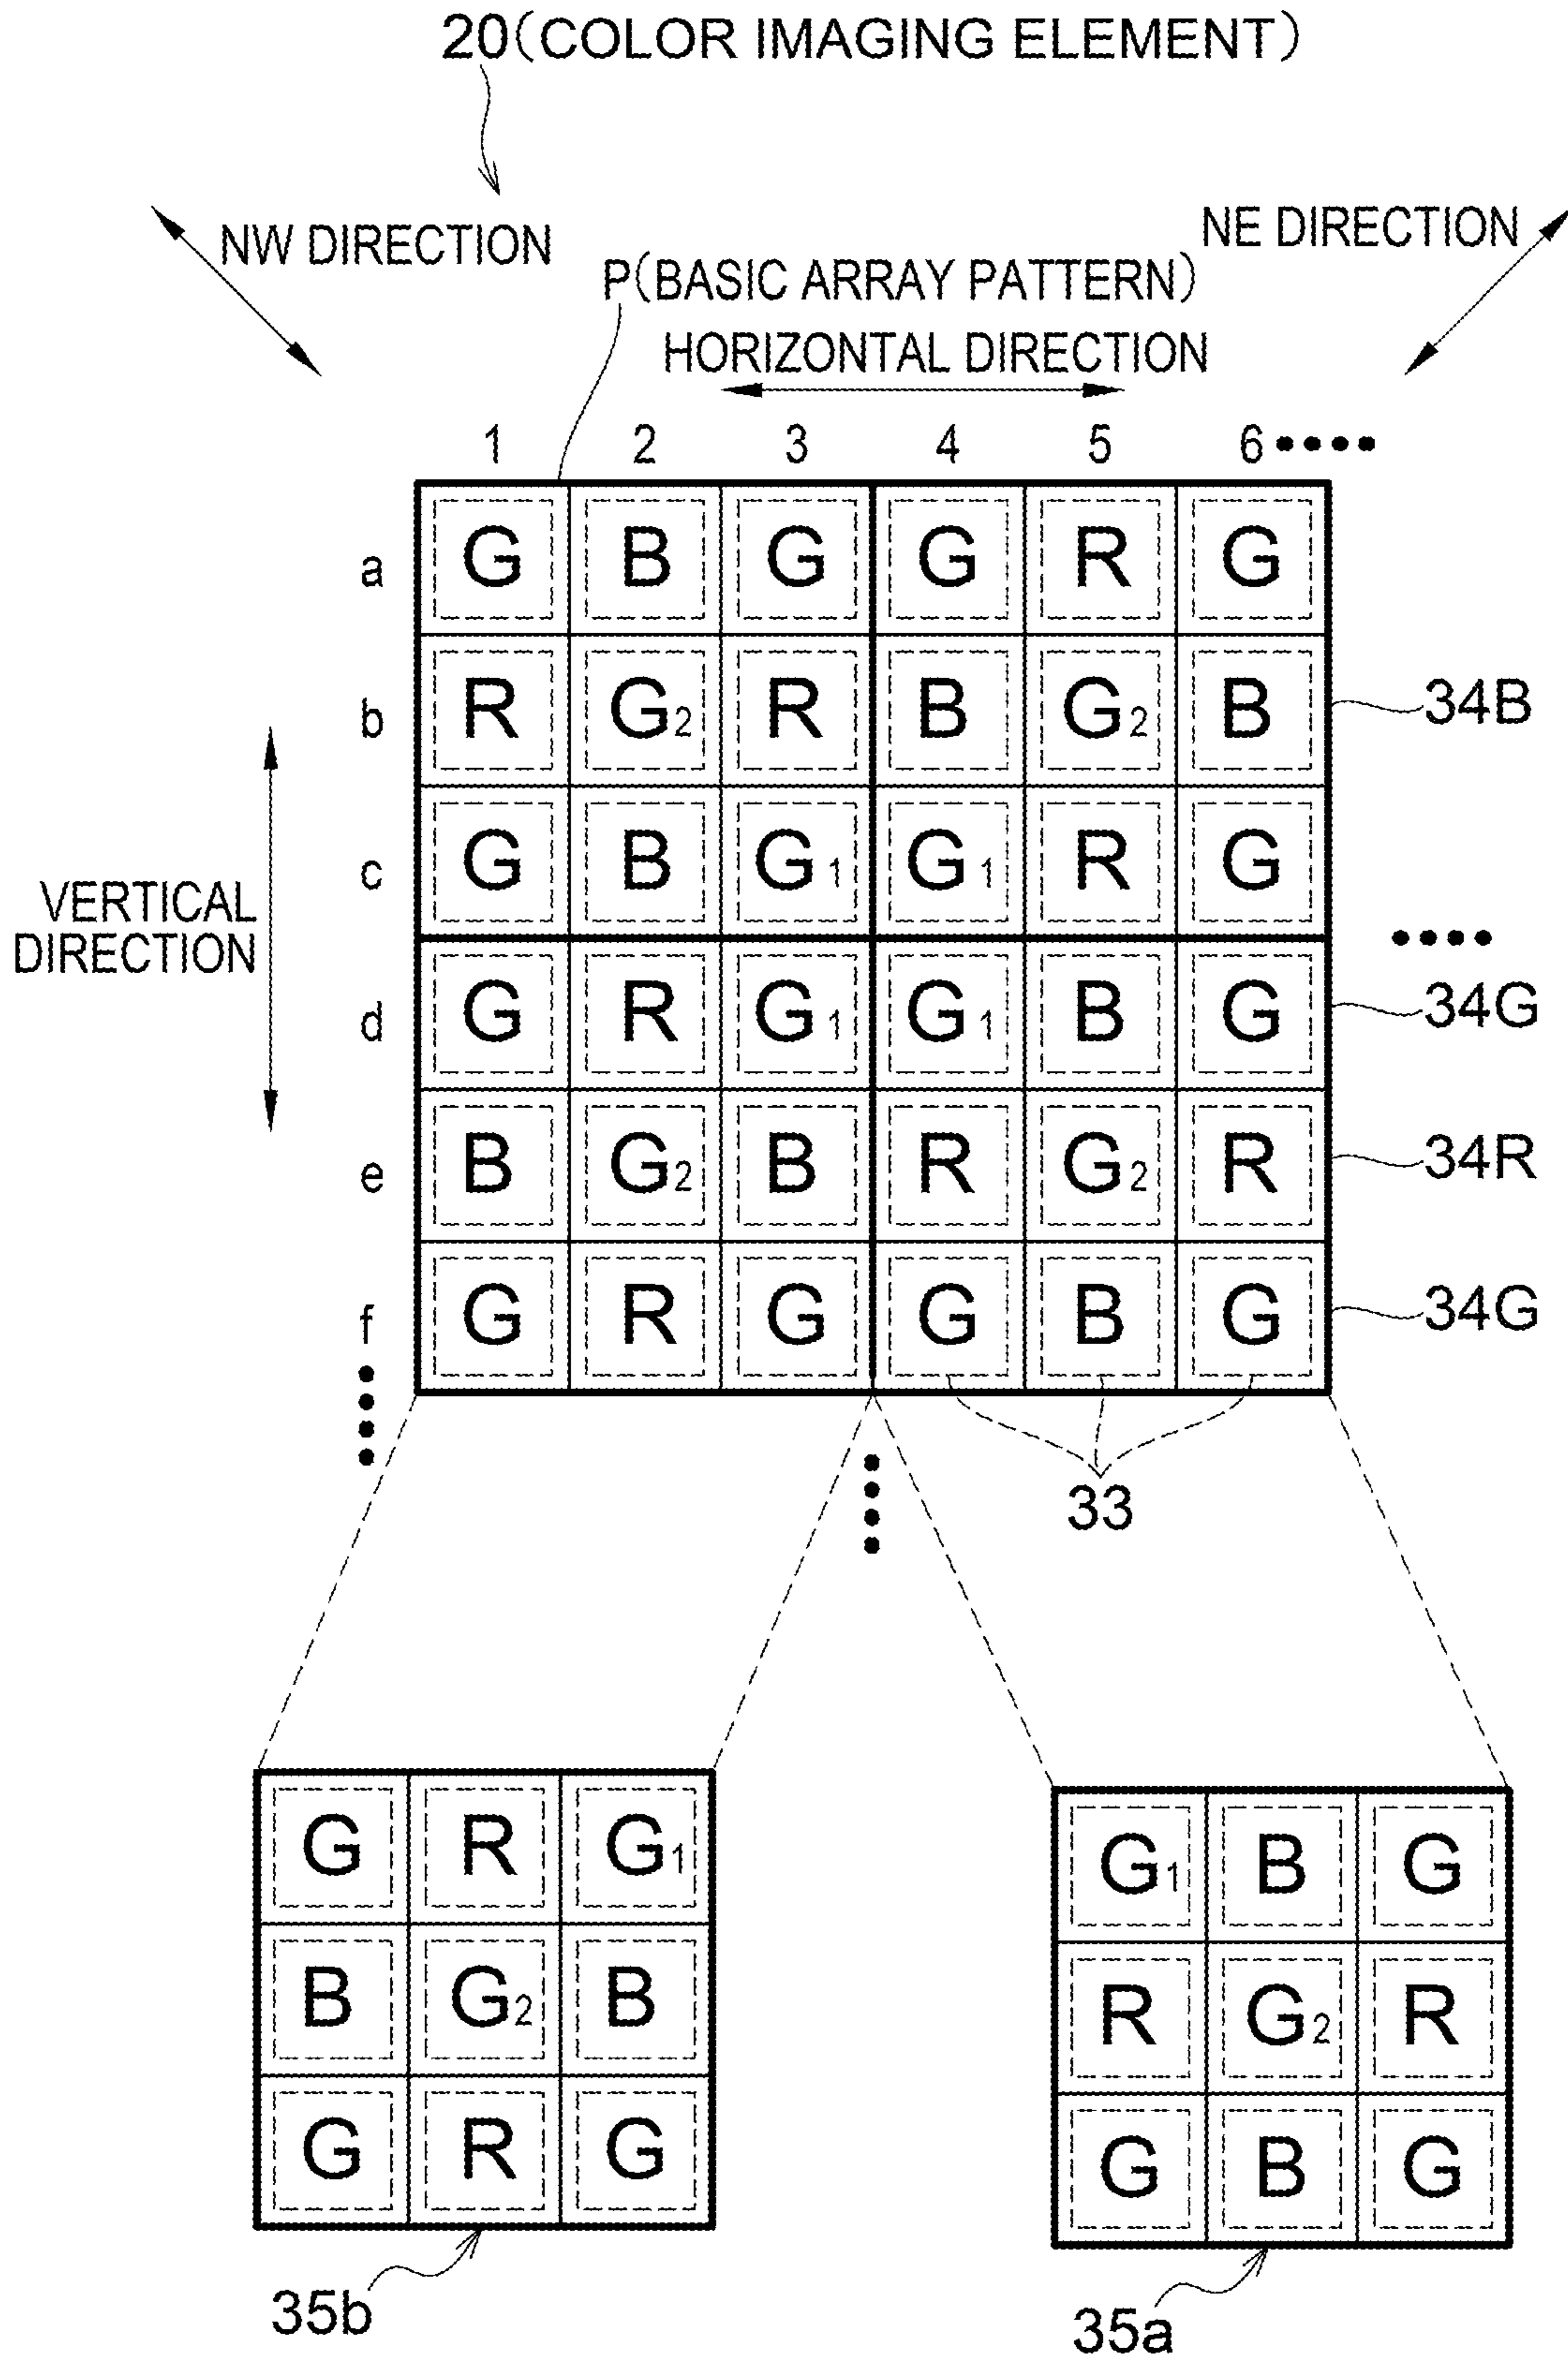 20(COLOR IMAGING ELEMENT)
NW DIRECTION
NE DIRECTION
P(BASIC ARRAY PATTERN)
HORIZONTAL DIRECTION
1 2 3 4 5 6
a G B G G R G
b R G2 R B G2 B 34B
c G B G1 G1 R G
VERTICAL
DIRECTION
d G R G1 G1 B G 34G
e B G2 B R G2 R 34R
f G R G G B G 34G
33
G R G1
B G2 B
G R G
35b
G1 B G
R G2 R
G B G
35a